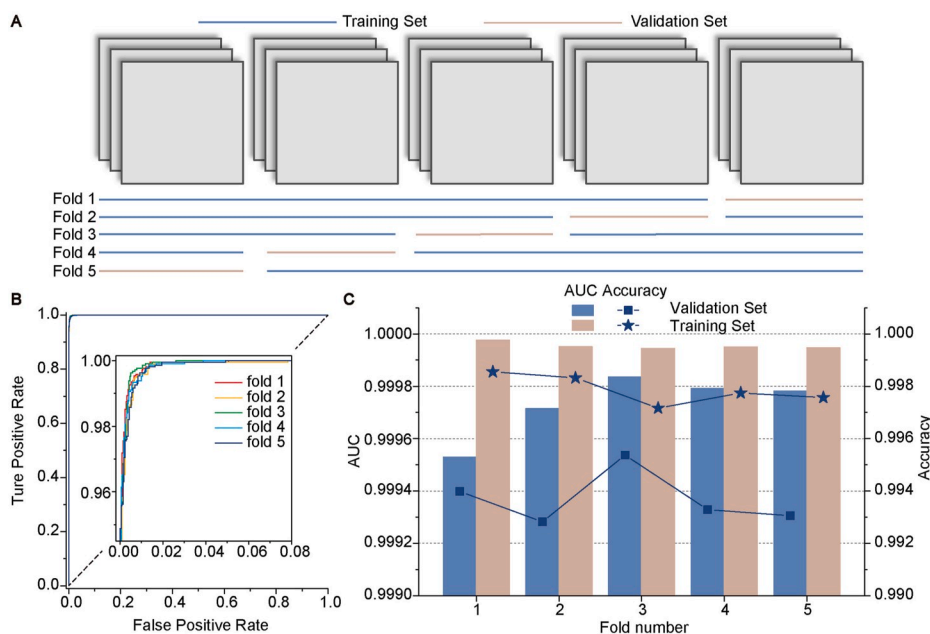 A
Training Set
Validation Set
Fold 1
Fold 2
Fold 3
Fold 4
Fold 5
B
Ture Positive Rate
1.0
0.8
0.6
0.4
0.2
0.0
1.00
0.98
0.96
fold 1
fold 2
fold 3
fold 4
fold 5
0.00 0.02 0.04 0.06 0.08
0.0 0.2 0.4 0.6 0.8 1.0
False Positive Rate
C
AUC Accuracy
Validation Set
Training Set
AUC
1.0000
0.9998
0.9996
0.9994
0.9992
0.9990
1.000
0.998
0.996
0.994
0.992
0.990
Accuracy
1 2 3 4 5
Fold number